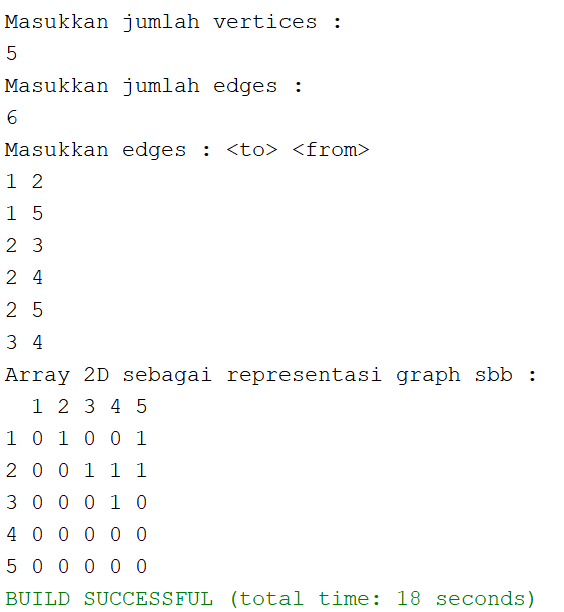 Masukkan jumlah vertices :
5
Masukkan jumlah edges :
6
Masukkan edges : <to> <from>
1 2
1 5
2 3
2 4
2 5
3 4
Array 2D sebagai representasi graph sbb :
  1 2 3 4 5
1 0 1 0 0 1
2 0 0 1 1 1
3 0 0 0 1 0
4 0 0 0 0 0
5 0 0 0 0 0
BUILD SUCCESSFUL (total time: 18 seconds)